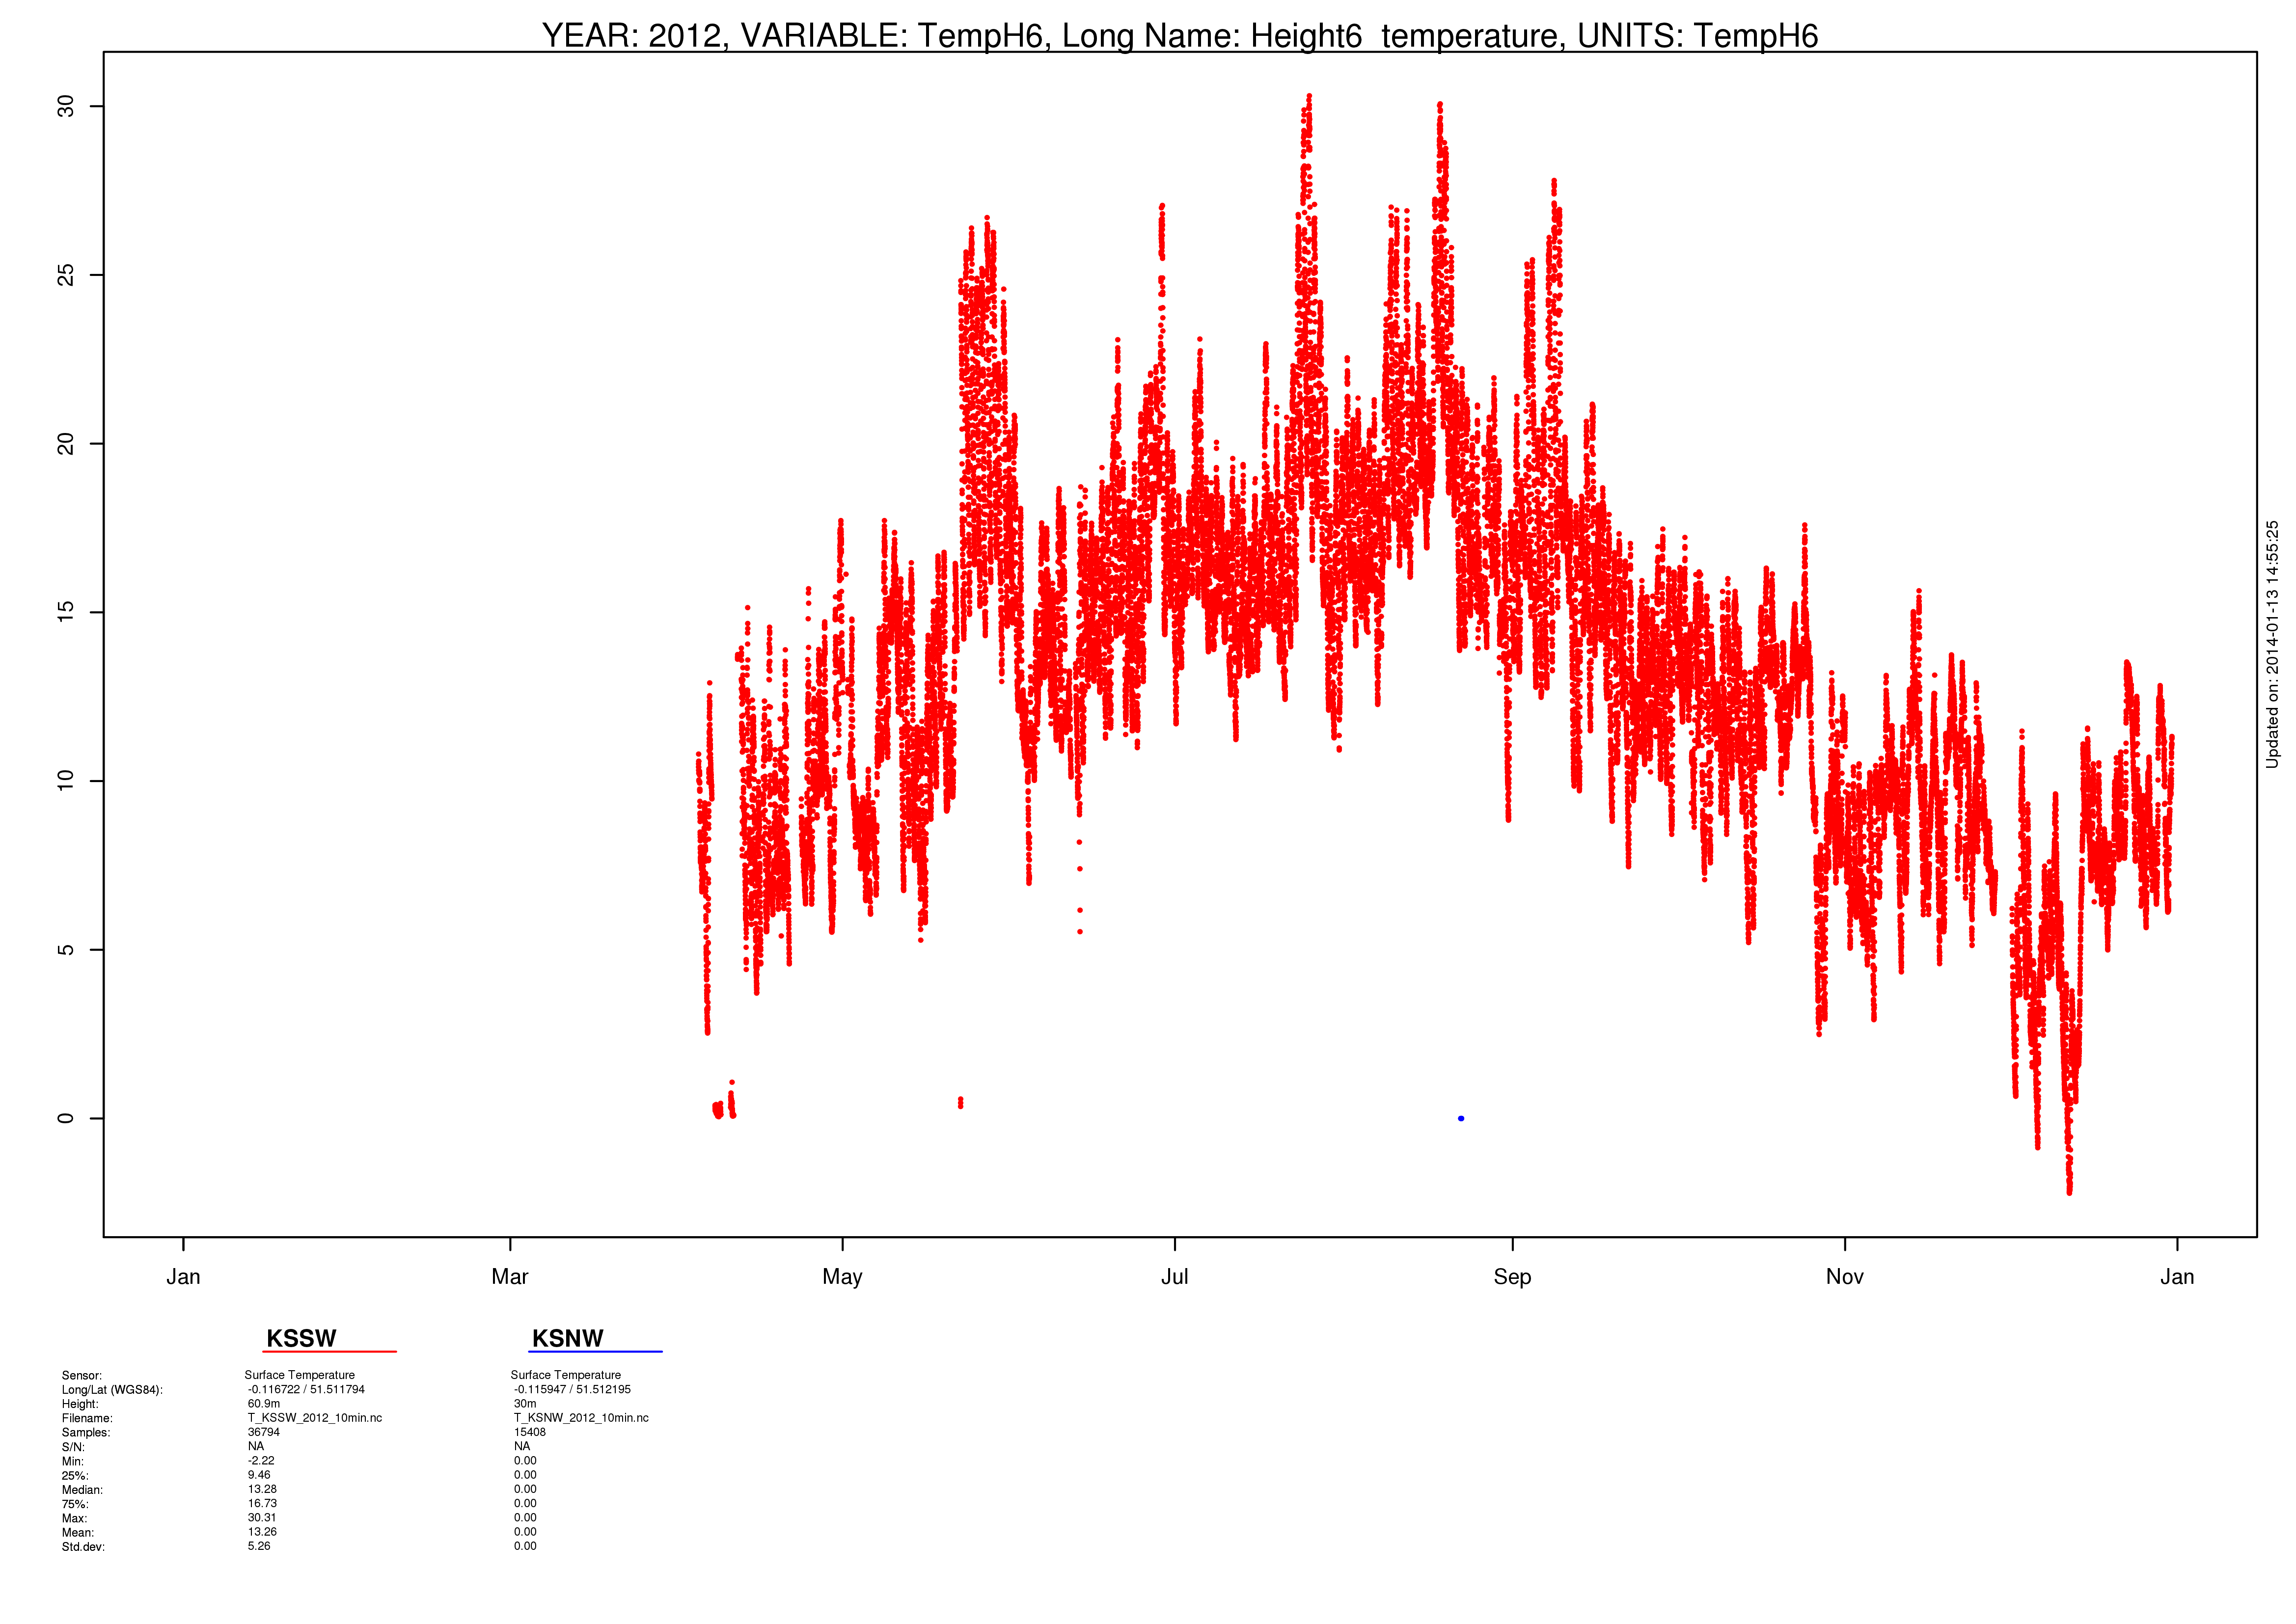 YEAR: 2012, VARIABLE: TempH6, Long Name: Height6  temperature, UNITS: TempH6
30
25
20
15
10
5
0
Jan Mar May Jul Sep Nov Jan
Updated on: 2014-01-13 14:55:25
KSSW KSNW
Sensor: Surface Temperature Surface Temperature
Long/Lat (WGS84): -0.116722 / 51.511794 -0.115947 / 51.512195
Height: 60.9m 30m
Filename: T_KSSW_2012_10min.nc T_KSNW_2012_10min.nc
Samples: 36794 15408
S/N: NA NA
Min: -2.22 0.00
25%: 9.46 0.00
Median: 13.28 0.00
75%: 16.73 0.00
Max: 30.31 0.00
Mean: 13.26 0.00
Std.dev: 5.26 0.00